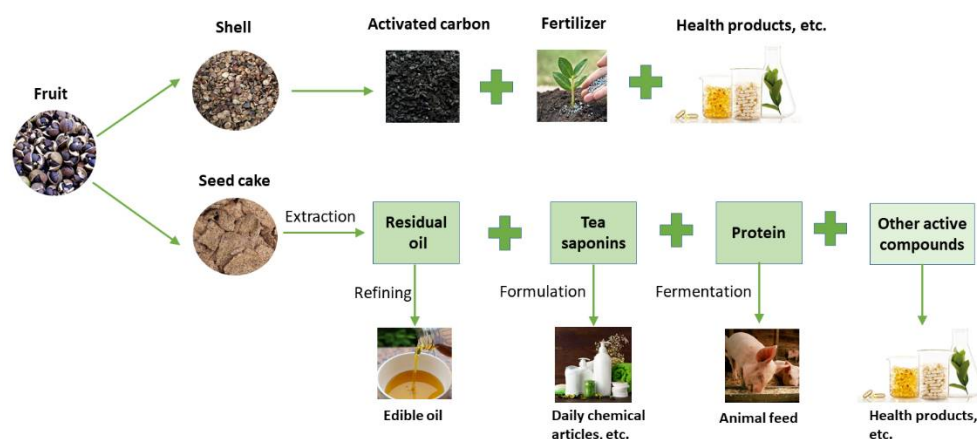 Shell
Activated carbon
Fertilizer
Health products, etc.
Fruit
Seed cake
Extraction
Residual
oil
Tea
saponins
Protein
Other active
compounds
Refining
Formulation
Fermentation
Edible oil
Daily chemical
articles, etc.
Animal feed
Health products,
etc.